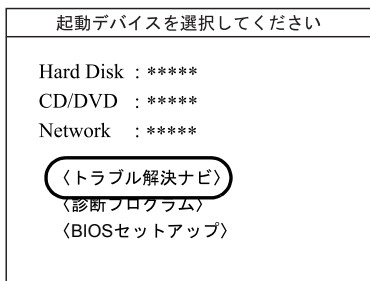 起動デバイスを選択してください
Hard Disk : *****
CD/DVD : *****
Network : *****
〈トラブル解決ナビ〉
〈診断プログラム〉
〈BIOSセットアップ〉